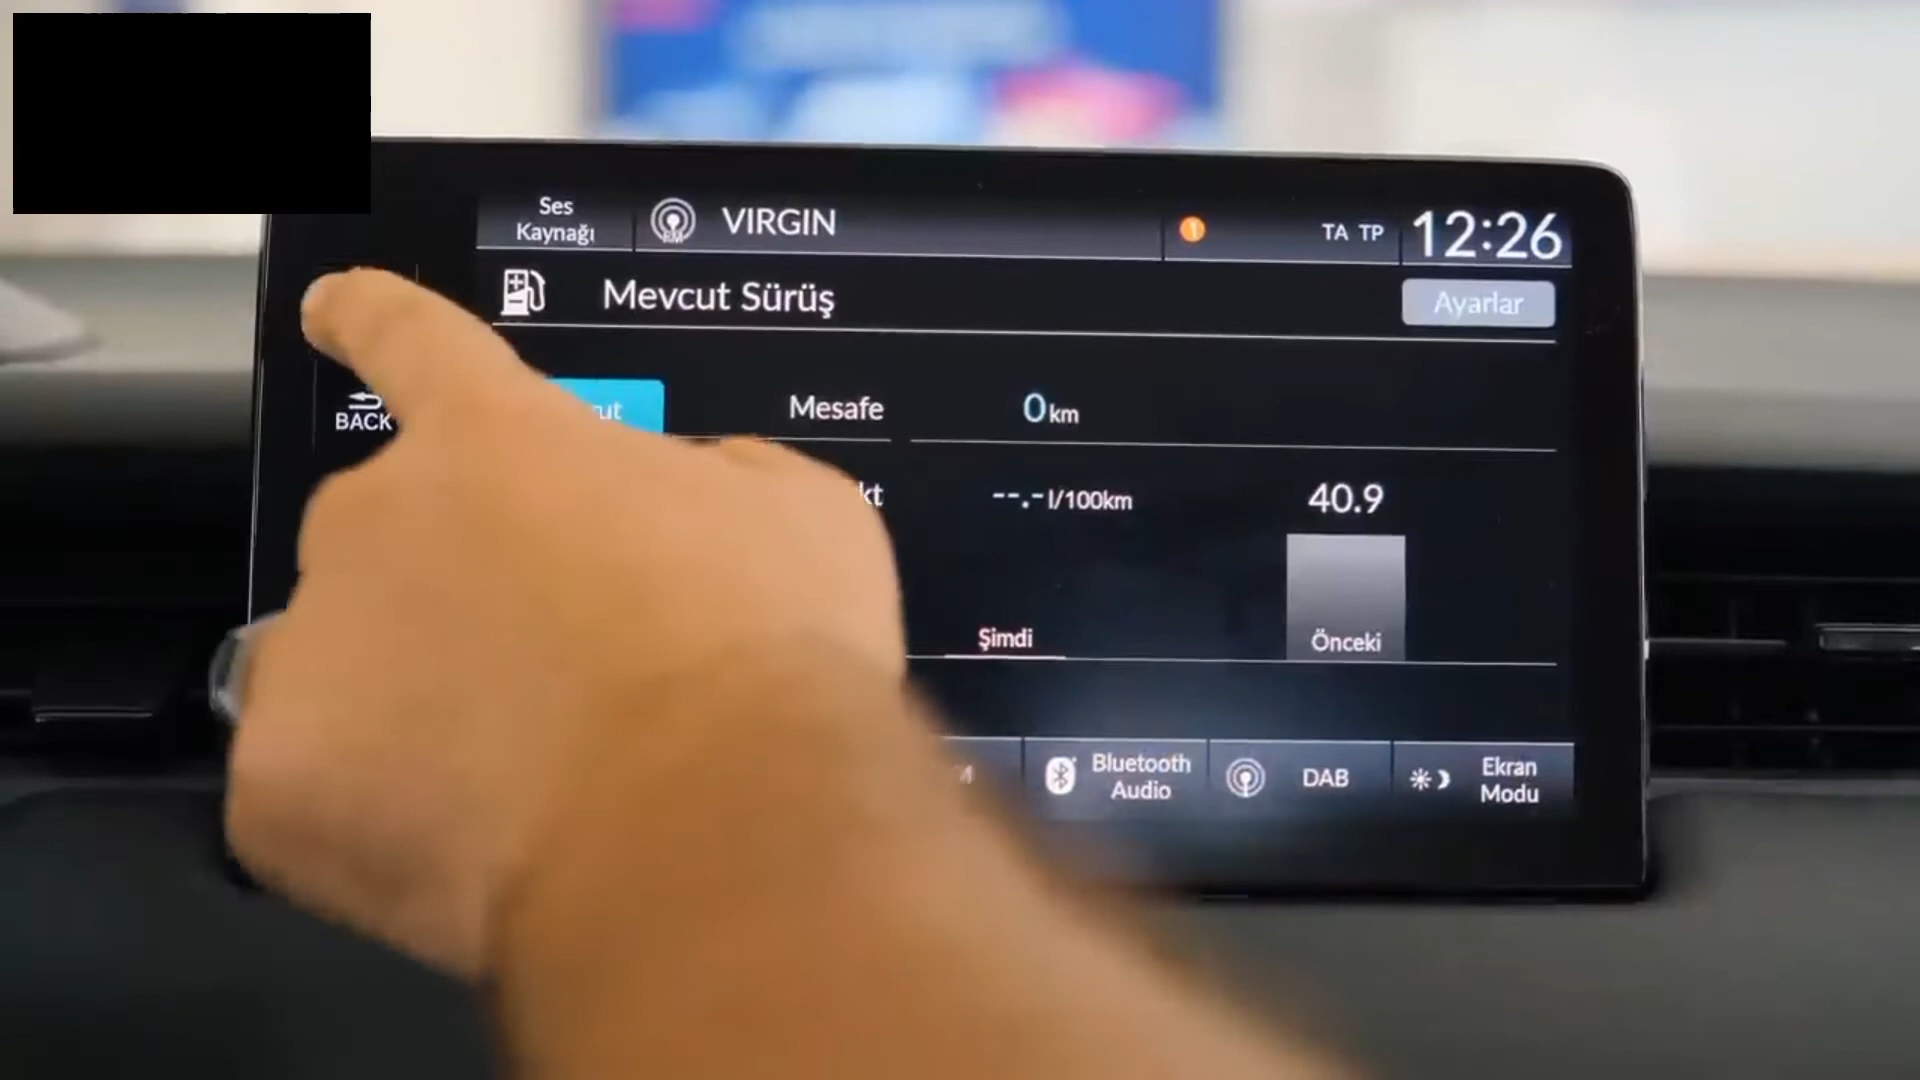 Ses
Kaynağı
VIRGIN
TA TP
12:26
Mevcut Sürüş
Ayarlar
BACK
Mesafe
0 km
--.- l/100km
40.9
Şimdi
Önceki
Bluetooth
Audio
DAB
Ekran
Modu